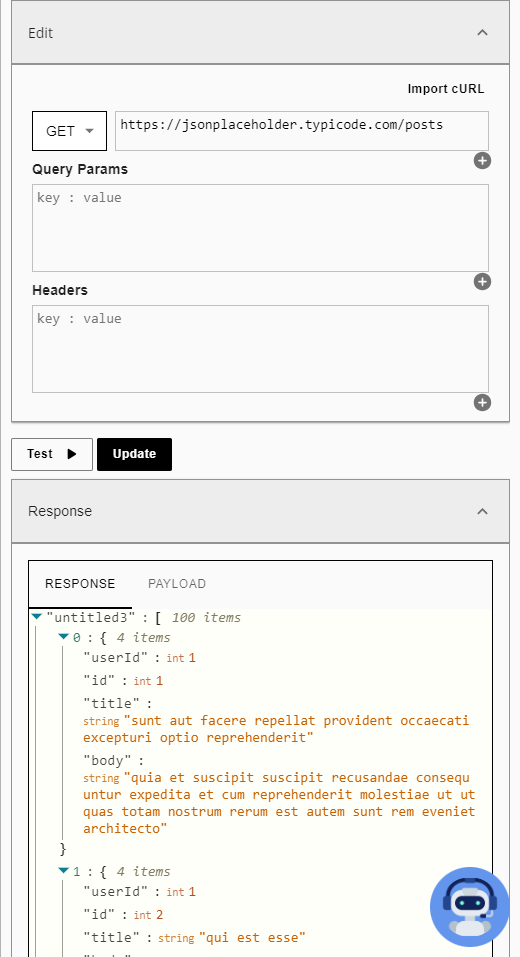 Edit
Import cURL
GET
https://jsonplaceholder.typicode.com/posts
Query Params
key : value
Headers
key : value
Test
Update
Response
RESPONSE
PAYLOAD
"untitled3" : [ 100 items
0 : { 4 items
"userId" : int 1
"id" : int 1
"title" :
string "sunt aut facere repellat provident occaecati
excepturi optio reprehenderit"
"body" :
string "quia et suscipit suscipit recusandae consequ
untur expedita et cum reprehenderit molestiae ut ut
quas totam nostrum rerum est autem sunt rem eveniet
architecto"
}
1 : { 4 items
"userId" : int 1
"id" : int 2
"title" : string "qui est esse"